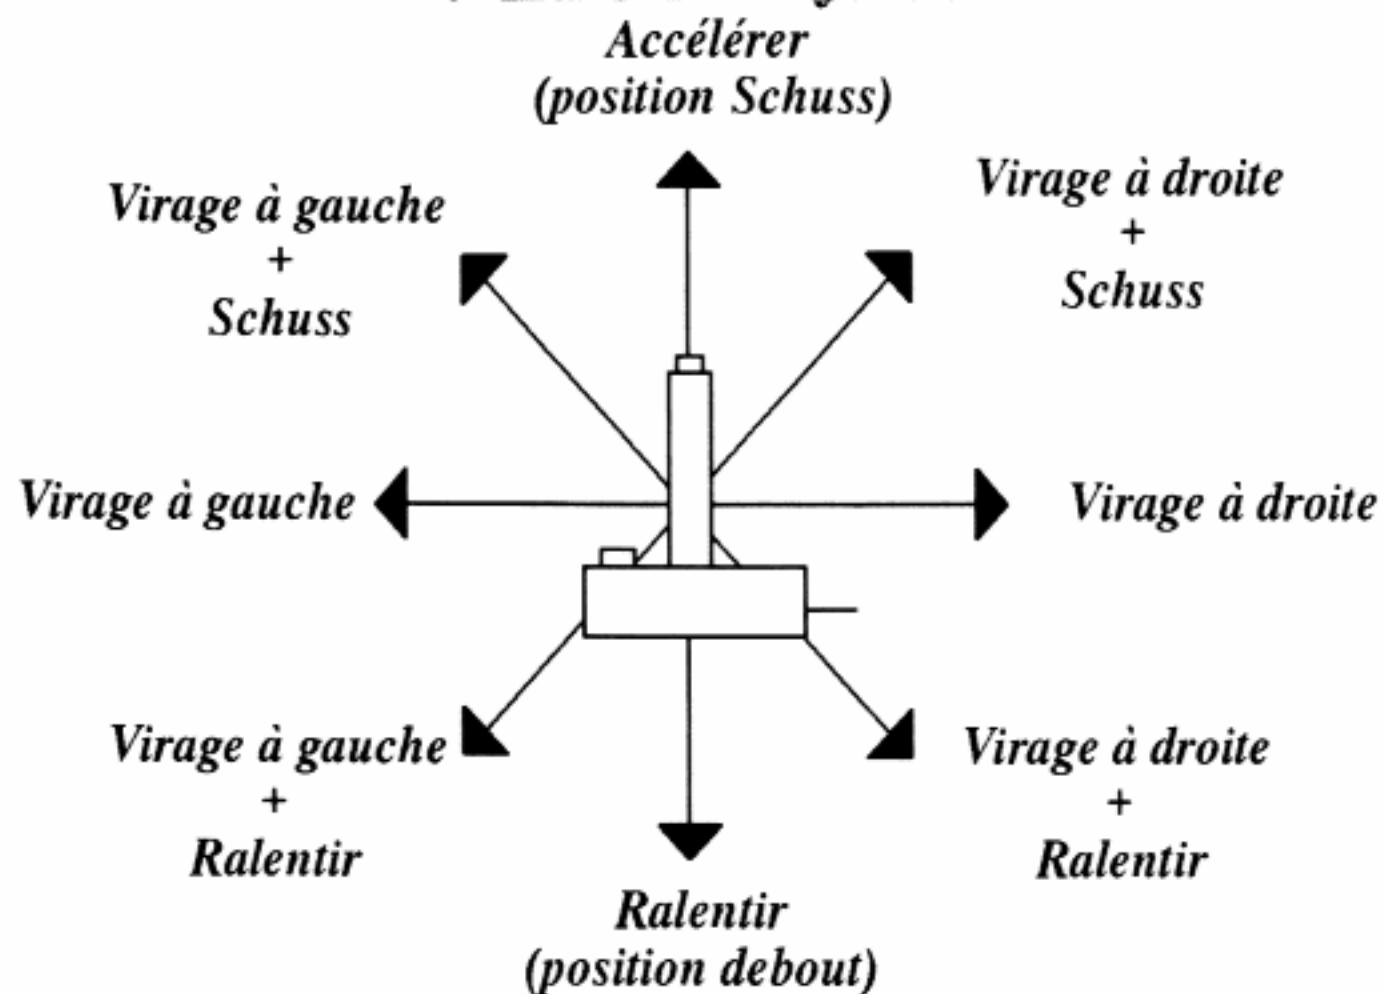 Accélérer
(position Schuss)
Virage à gauche
+
Schuss
Virage à droite
+
Schuss
Virage à gauche
Virage à droite
Virage à gauche
+
Ralentir
Virage à droite
+
Ralentir
Ralentir
(position debout)